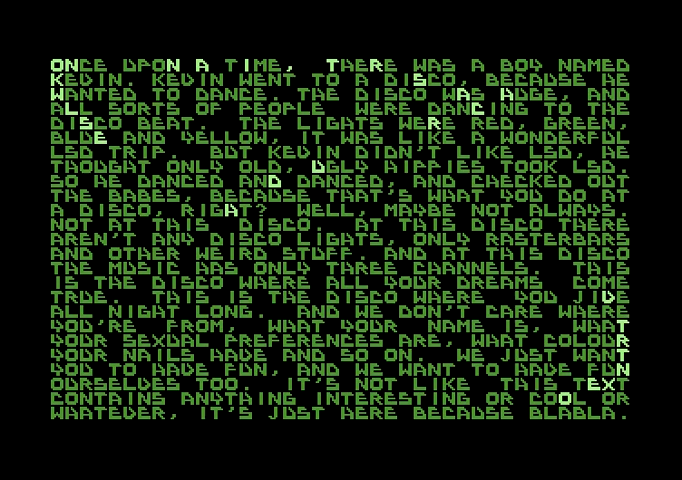 ONCE UPON A TIME, THERE WAS A BOY NAMED
KEVIN. KEVIN WENT TO A DISCO, BECAUSE HE
WANTED TO DANCE. THE DISCO WAS HUGE, AND
ALL SORTS OF PEOPLE WERE DANCING TO THE
DISCO BEAT. THE LIGHTS WERE RED, GREEN,
BLUE AND YELLOW, IT WAS LIKE A WONDERFUL
LSD TRIP. BUT KEVIN DIDN'T LIKE LSD, HE
THOUGHT ONLY OLD, UGLY HIPPIES TOOK LSD.
SO HE DANCED AND DANCED, AND CHECKED OUT
THE BABES, BECAUSE THAT'S WHAT YOU DO AT
A DISCO, RIGHT? WELL, MAYBE NOT ALWAYS.
NOT AT THIS DISCO. AT THIS DISCO THERE
AREN'T ANY DISCO LIGHTS, ONLY RASTERBARS
AND OTHER WEIRD STUFF. AND AT THIS DISCO
THE MUSIC HAS ONLY THREE CHANNELS. THIS
IS THE DISCO WHERE ALL YOUR DREAMS COME
TRUE. THIS IS THE DISCO WHERE YOU JIVE
ALL NIGHT LONG. AND WE DON'T CARE WHERE
YOU'RE FROM, WHAT YOUR NAME IS, WHAT
YOUR SEXUAL PREFERENCES ARE, WHAT COLOUR
YOUR NAILS HAVE AND SO ON. WE JUST WANT
YOU TO HAVE FUN, AND WE WANT TO HAVE FUN
OURSELVES TOO. IT'S NOT LIKE THIS TEXT
CONTAINS ANYTHING INTERESTING OR COOL OR
WHATEVER, IT'S JUST HERE BECAUSE BLABLA.